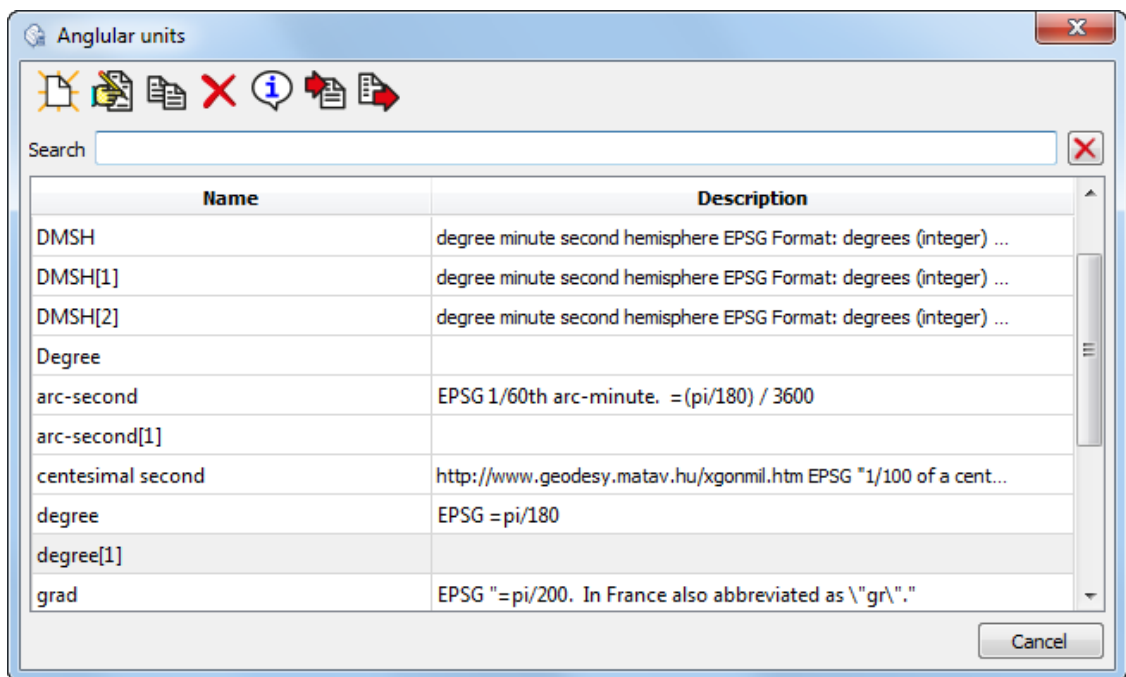 Anglular units
Search
Name Description
DMSH degree minute second hemisphere EPSG Format: degrees (integer) ...
DMSH[1] degree minute second hemisphere EPSG Format: degrees (integer) ...
DMSH[2] degree minute second hemisphere EPSG Format: degrees (integer) ...
Degree
arc-second EPSG 1/60th arc-minute.  =(pi/180) / 3600
arc-second[1]
centesimal second http://www.geodesy.matav.hu/xgonmil.htm EPSG "1/100 of a cent...
degree EPSG =pi/180
degree[1]
grad EPSG "=pi/200.  In France also abbreviated as \"gr\"."
Cancel